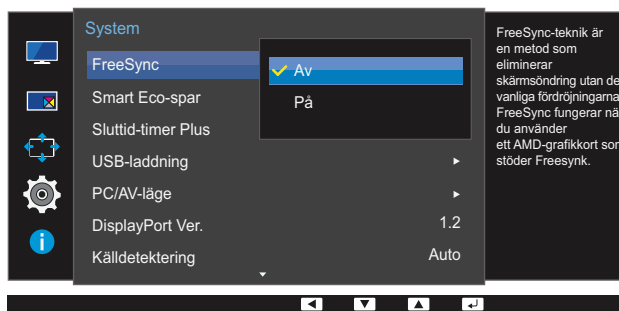 System
FreeSync
Av
På
Smart Eco-spar
Sluttid-timer Plus
USB-laddning
PC/AV-läge
DisplayPort Ver. 1.2
Källdetektering Auto
FreeSync-teknik är
en metod som
eliminerar
skärmsöndring utan de
vanliga fördröjningarna
FreeSync fungerar nä
du använder
ett AMD-grafikkort som
stöder Freesynk.